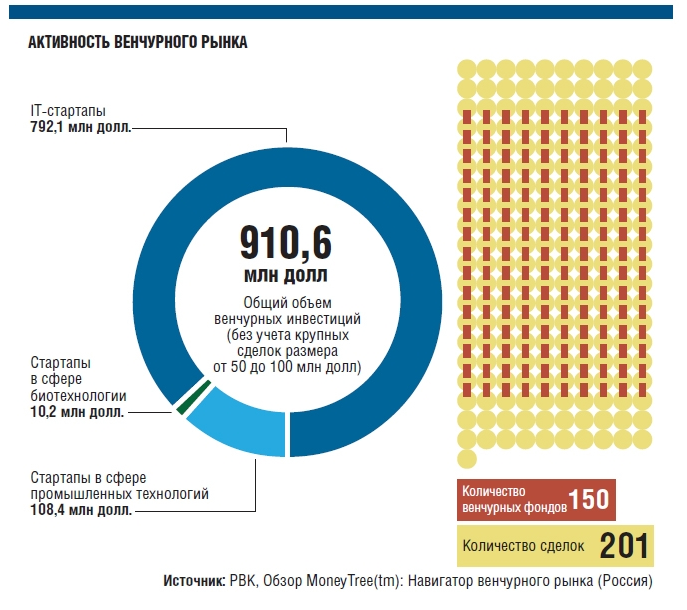 АКТИВНОСТЬ ВЕНЧУРНОГО РЫНКА
IT-стартапы
792,1 млн долл.
910,6
млн долл
Общий объем
венчурных инвестиций
(без учета крупных
сделок размера
от 50 до 100 млн долл)
Стартапы
в сфере
биотехнологии
10,2 млн долл.
Стартапы в сфере
промышленных технологий
108,4 млн долл.
Количество
венчурных фондов 150
Количество сделок 201
Источник: РВК, Обзор MoneyTree(tm): Навигатор венчурного рынка (Россия)